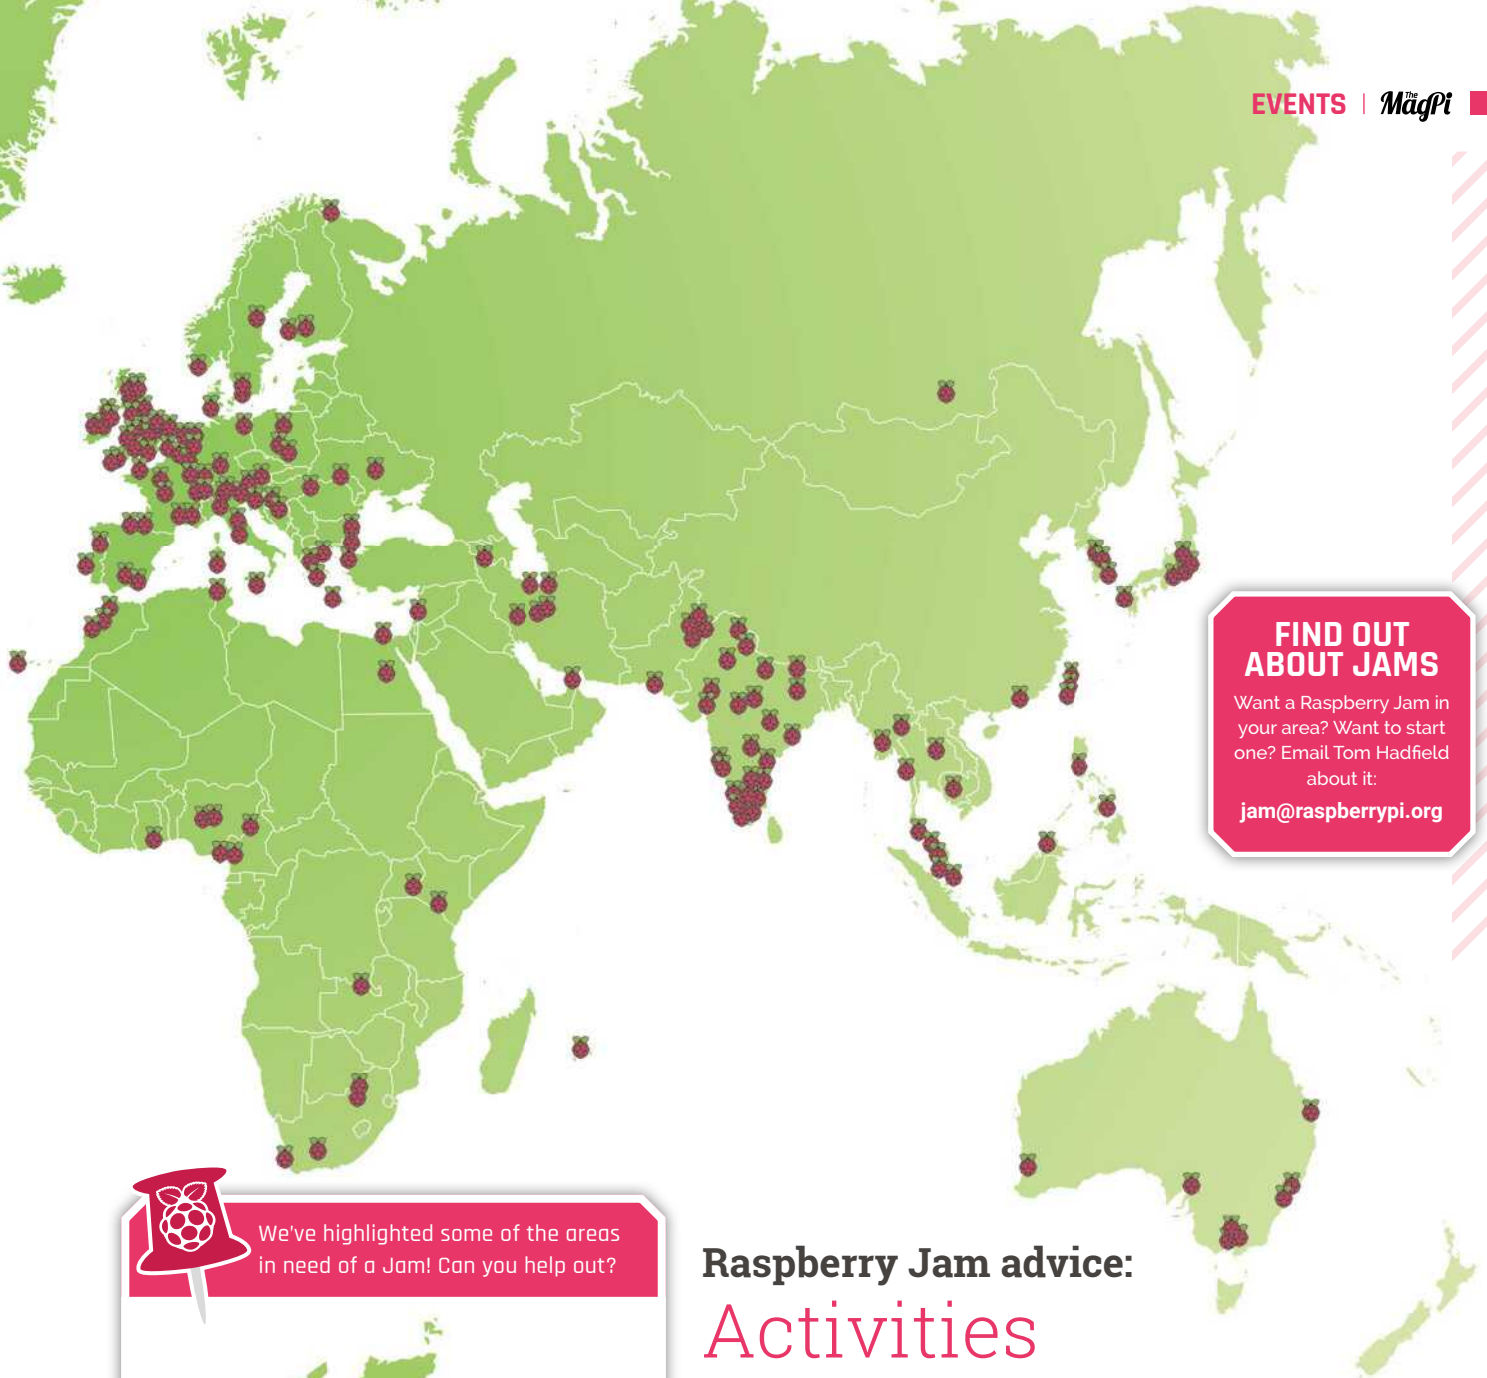 EVENTS | The MagPi
FIND OUT
ABOUT JAMS
Want a Raspberry Jam in
your area? Want to start
one? Email Tom Hadfield
about it:
jam@raspberrypi.org
We've highlighted some of the areas
in need of a Jam! Can you help out?
Raspberry Jam advice:
Activities